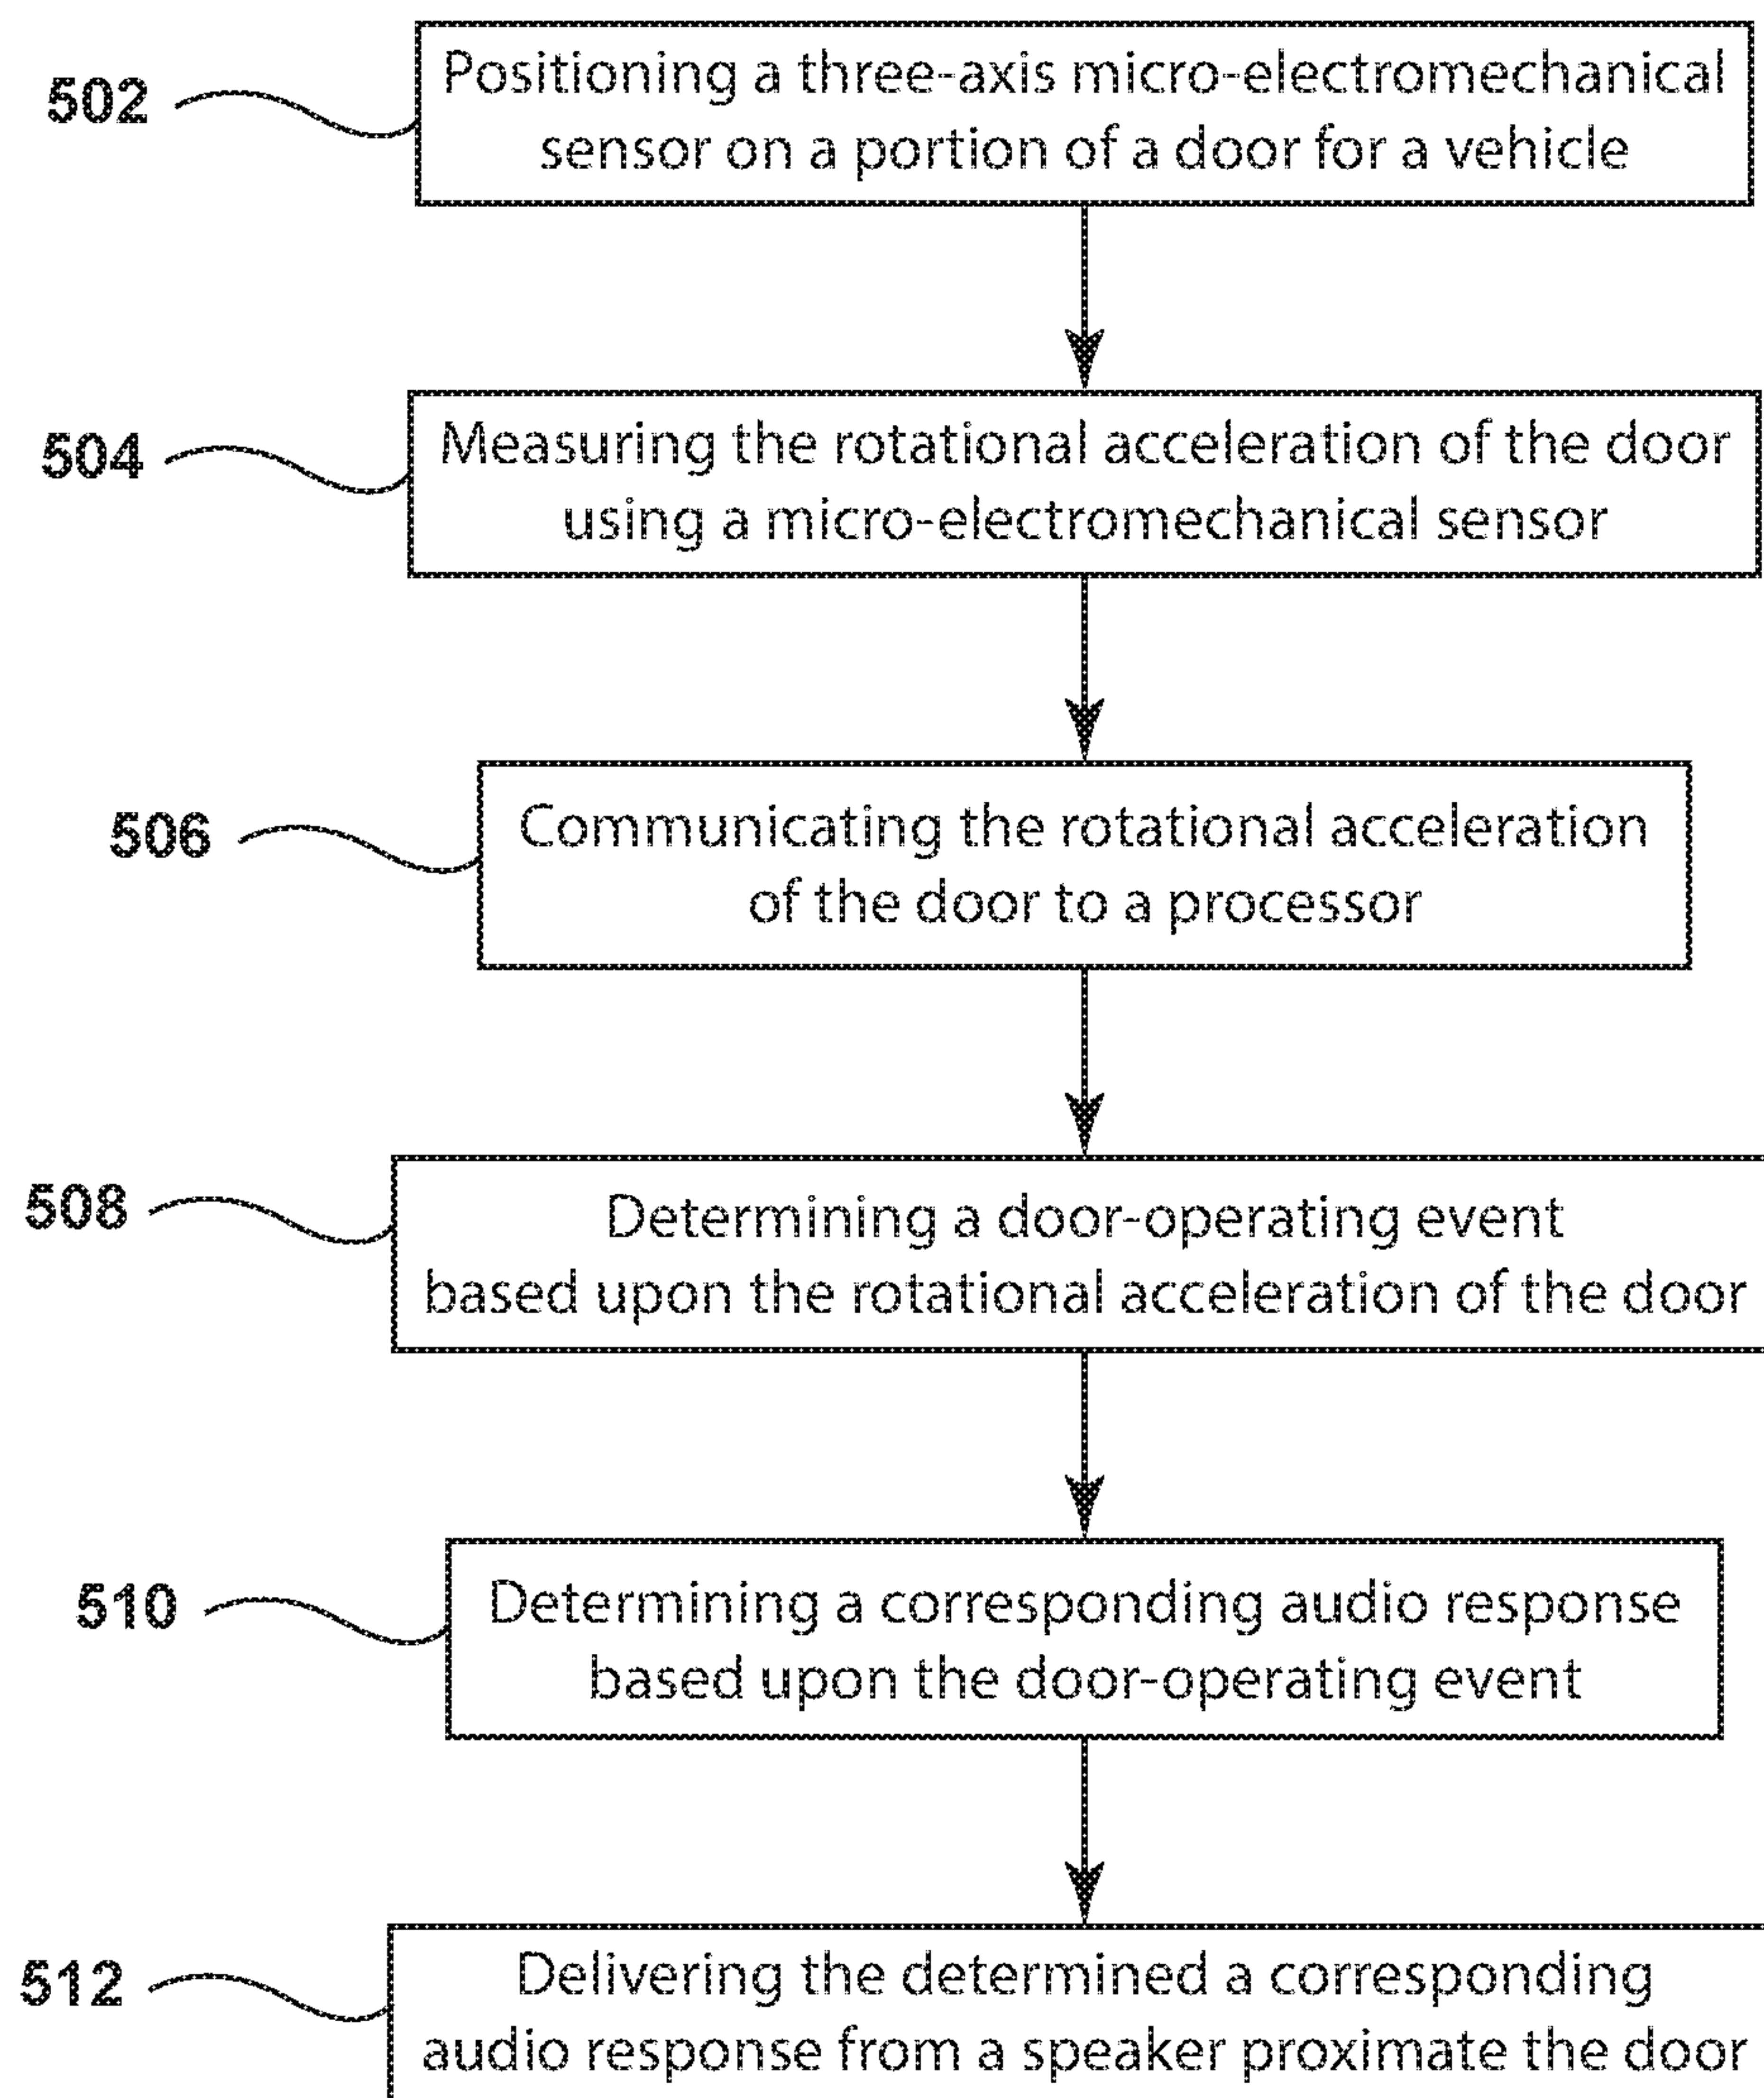 502
Positioning a three-axis micro-electromechanical
sensor on a portion of a door for a vehicle
504
Measuring the rotational acceleration of the door
using a micro-electromechanical sensor
506
Communicating the rotational acceleration
of the door to a processor
508
Determining a door-operating event
based upon the rotational acceleration of the door
510
Determining a corresponding audio response
based upon the door-operating event
512
Delivering the determined a corresponding
audio response from a speaker proximate the door